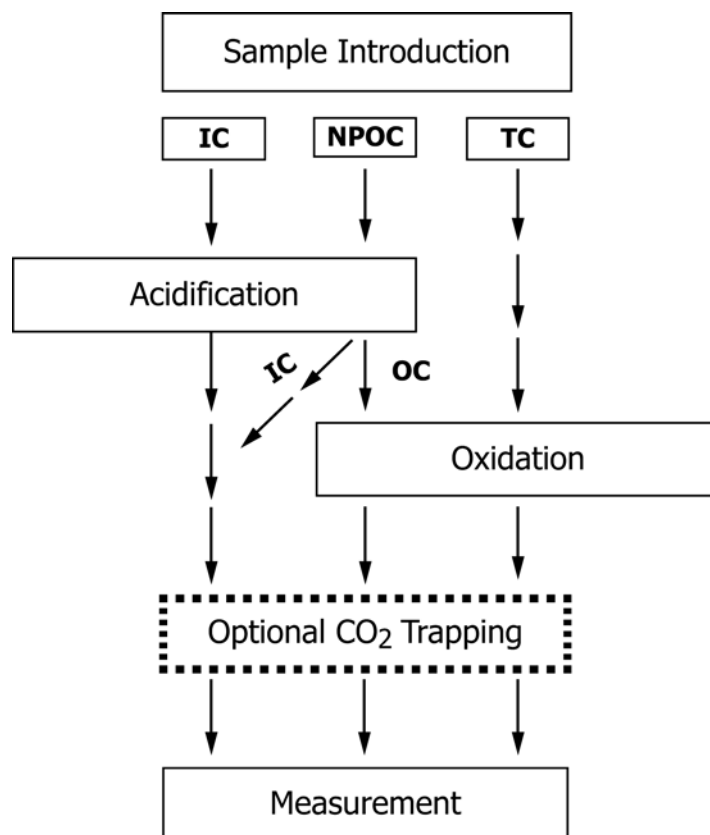 Sample Introduction
IC NPOC TC
Acidification
IC OC
Oxidation
Optional CO₂ Trapping
Measurement